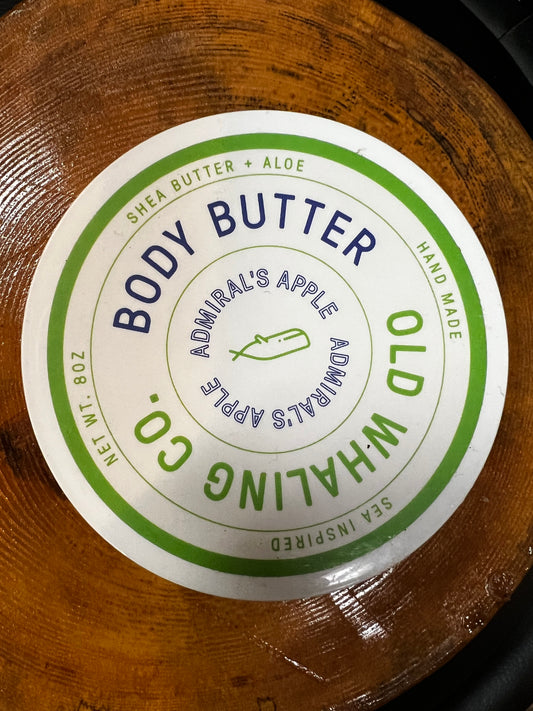 SHEA BUTTER + ALOE
HAND MADE
SEA INSPIRED
NET WT. 8OZ
BODY BUTTER
OLD WHALING CO.
ADMIRAL'S APPLE
ADMIRAL'S APPLE